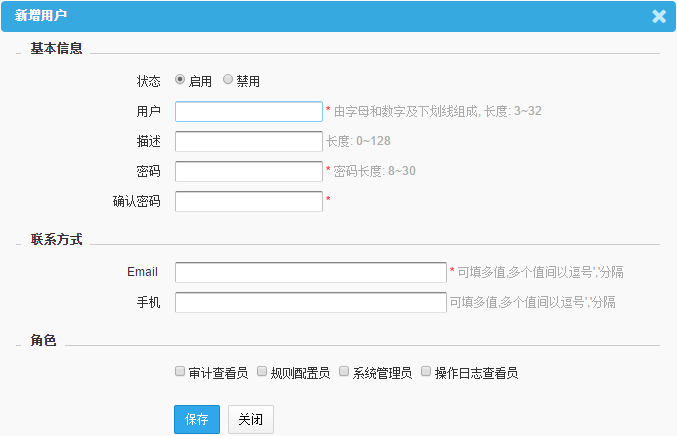 新增用户
基本信息
状态 启用 禁用
用户 * 由字母和数字及下划线组成, 长度: 3~32
描述 长度: 0~128
密码 * 密码长度: 8~30
确认密码 *
联系方式
Email * 可填多值,多个值间以逗号','分隔
手机 可填多值,多个值间以逗号','分隔
角色
审计查看员 规则配置员 系统管理员 操作日志查看员
保存 关闭